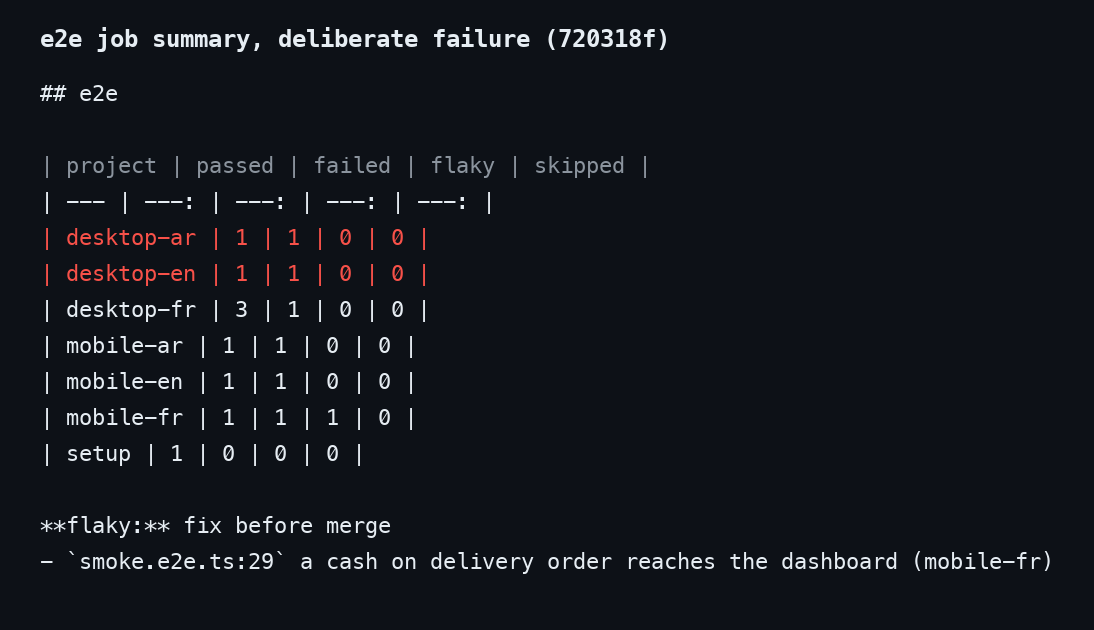 e2e job summary, deliberate failure (720318f)
## e2e
| project | passed | failed | flaky | skipped |
| --- | ---: | ---: | ---: | ---: |
| desktop-ar | 1 | 1 | 0 | 0 |
| desktop-en | 1 | 1 | 0 | 0 |
| desktop-fr | 3 | 1 | 0 | 0 |
| mobile-ar | 1 | 1 | 0 | 0 |
| mobile-en | 1 | 1 | 0 | 0 |
| mobile-fr | 1 | 1 | 1 | 0 |
| setup | 1 | 0 | 0 | 0 |
**flaky:** fix before merge
- `smoke.e2e.ts:29` a cash on delivery order reaches the dashboard (mobile-fr)